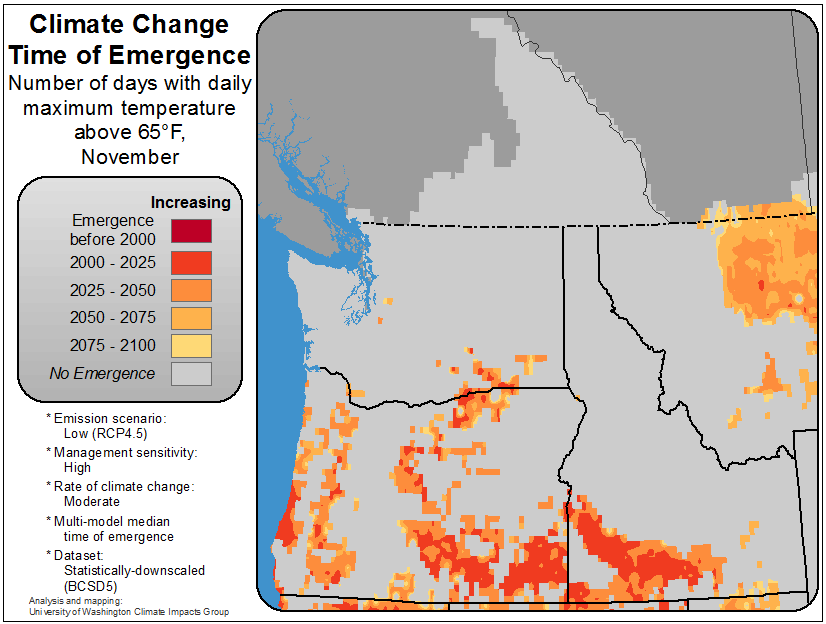 Climate Change
Time of Emergence
Number of days with daily
maximum temperature
above 65°F,
November
Increasing
Emergence
before 2000
2000 - 2025
2025 - 2050
2050 - 2075
2075 - 2100
No Emergence
* Emission scenario:
Low (RCP4.5)
* Management sensitivity:
High
* Rate of climate change:
Moderate
* Multi-model median
time of emergence
* Dataset:
Statistically-downscaled
(BCSD5)
Analysis and mapping:
University of Washington Climate Impacts Group